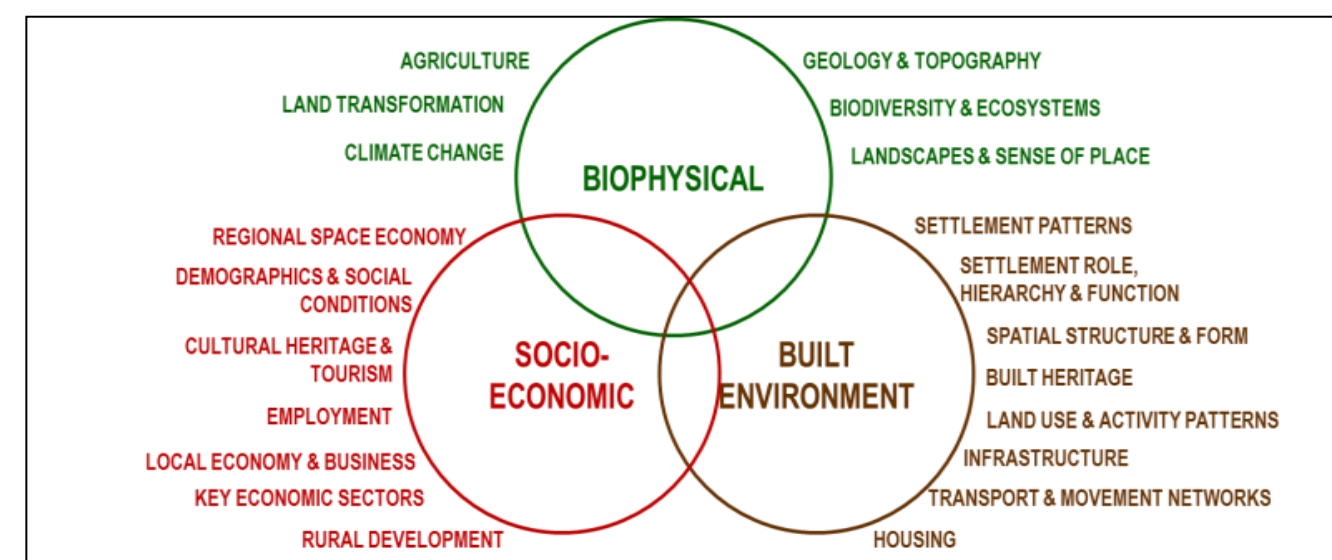 AGRICULTURE
LAND TRANSFORMATION
CLIMATE CHANGE
GEOLOGY & TOPOGRAPHY
BIODIVERSITY & ECOSYSTEMS
LANDSCAPES & SENSE OF PLACE
BIOPHYSICAL
REGIONAL SPACE ECONOMY
DEMOGRAPHICS & SOCIAL
CONDITIONS
CULTURAL HERITAGE &
TOURISM
EMPLOYMENT
LOCAL ECONOMY & BUSINESS
KEY ECONOMIC SECTORS
RURAL DEVELOPMENT
SOCIO-
ECONOMIC
BUILT
ENVIRONMENT
SETTLEMENT PATTERNS
SETTLEMENT ROLE,
HIERARCHY & FUNCTION
SPATIAL STRUCTURE & FORM
BUILT HERITAGE
LAND USE & ACTIVITY PATTERNS
INFRASTRUCTURE
TRANSPORT & MOVEMENT NETWORKS
HOUSING